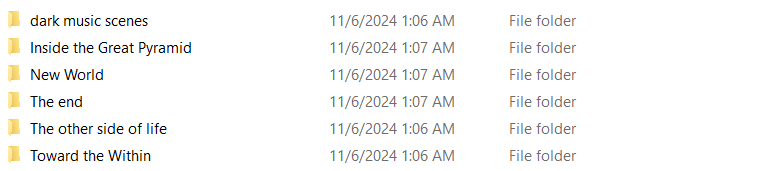 dark music scenes 11/6/2024 1:06 AM File folder
Inside the Great Pyramid 11/6/2024 1:07 AM File folder
New World 11/6/2024 1:07 AM File folder
The end 11/6/2024 1:07 AM File folder
The other side of life 11/6/2024 1:06 AM File folder
Toward the Within 11/6/2024 1:06 AM File folder